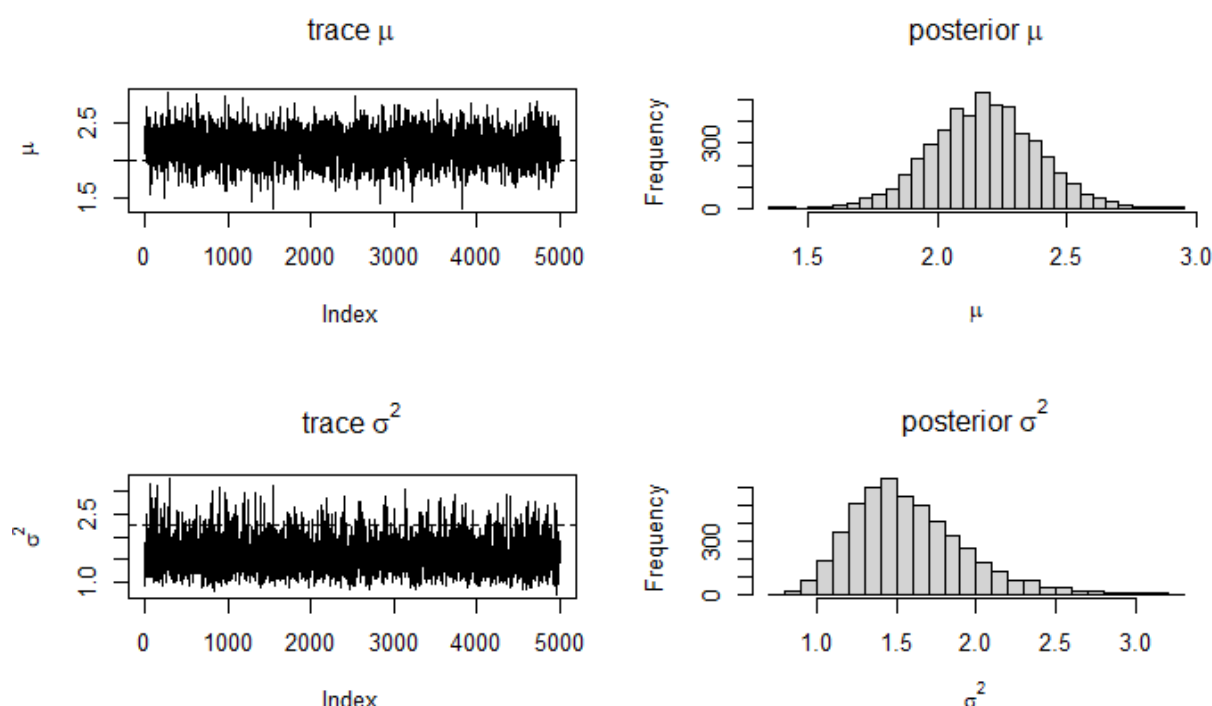 trace μ
μ
2.5
1.5
0 1000 2000 3000 4000 5000
Index
posterior μ
Frequency
300
0
1.5 2.0 2.5 3.0
μ
trace σ²
σ²
2.5
1.0
0 1000 2000 3000 4000 5000
Index
posterior σ²
Frequency
300
0
1.0 1.5 2.0 2.5 3.0
σ²